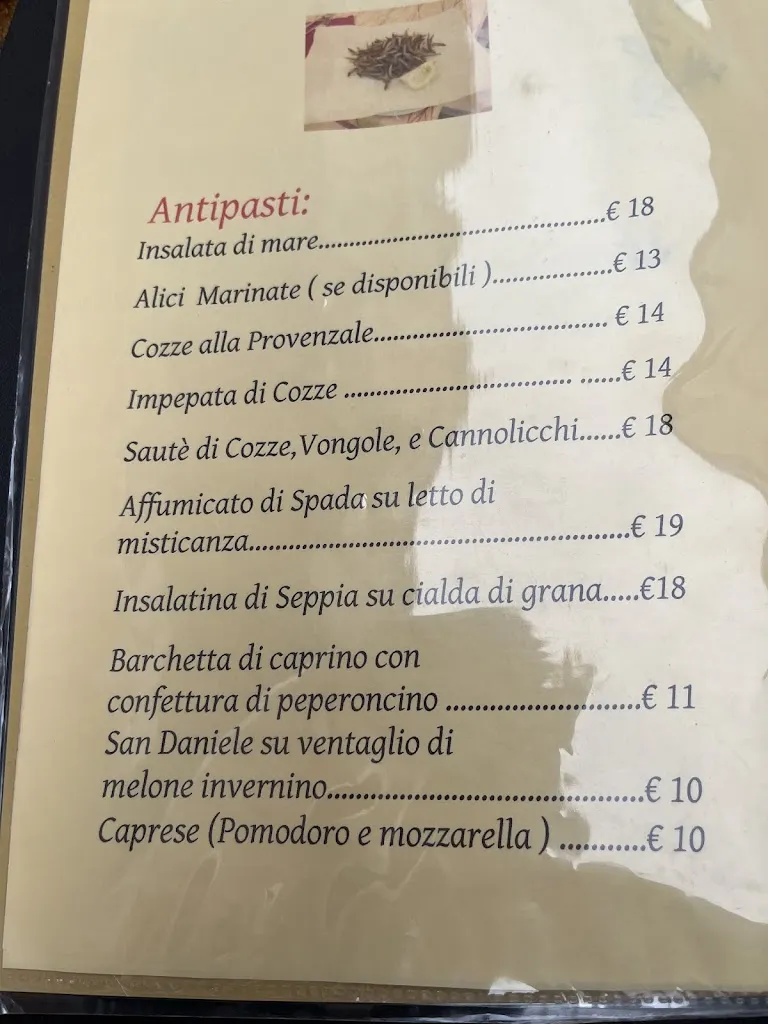 Antipasti:
Insalata di mare..........................................€ 18
Alici  Marinate ( se disponibili )..................€ 13
Cozze alla Provenzale................................... € 14
Impepata di Cozze .................................. ......€ 14
Sautè di Cozze,Vongole, e Cannolicchi......€ 18
Affumicato di Spada su letto di
misticanza......................................................€ 19
Insalatina di Seppia su cialda di grana.....€18
Barchetta di caprino con
confettura di peperoncino ............................€ 11
San Daniele su ventaglio di
melone invernino.............................................€ 10
Caprese (Pomodoro e mozzarella ) ............€ 10